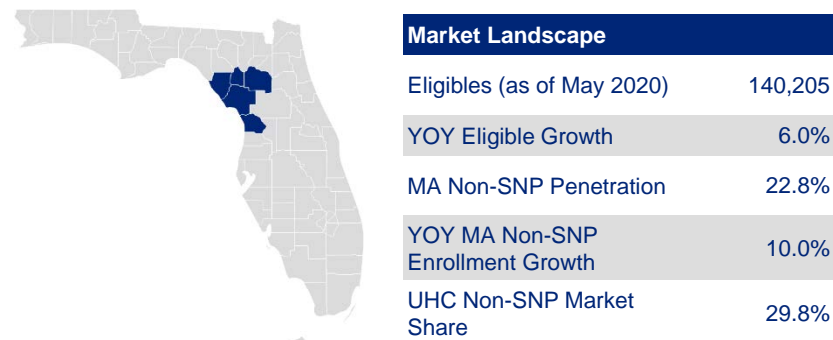 Market Landscape
Eligibles (as of May 2020) 140,205
YOY Eligible Growth 6.0%
MA Non-SNP Penetration 22.8%
YOY MA Non-SNP
Enrollment Growth 10.0%
UHC Non-SNP Market
Share 29.8%